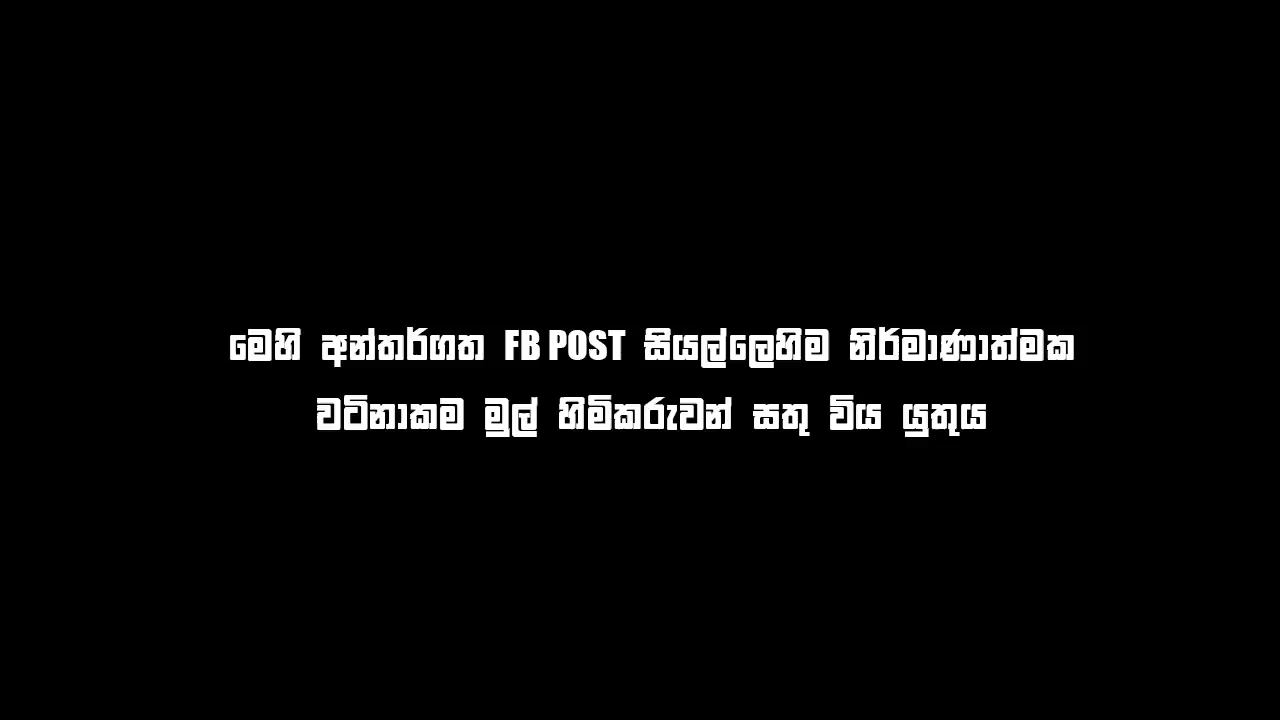 මෙහි අන්තර්ගත FB POST සියල්ලෙහිම නිර්මාණාත්මක
වටිනාකම මුල් හිමිකරුවන් සතු විය යුතුය